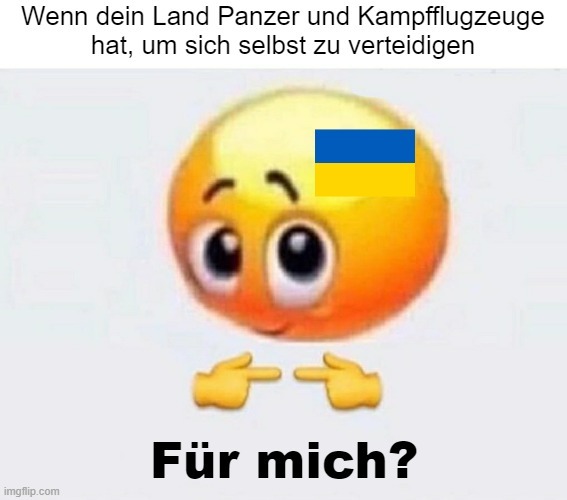 Wenn dein Land Panzer und Kampfflugzeuge
hat, um sich selbst zu verteidigen
Für mich?
imgflip.com